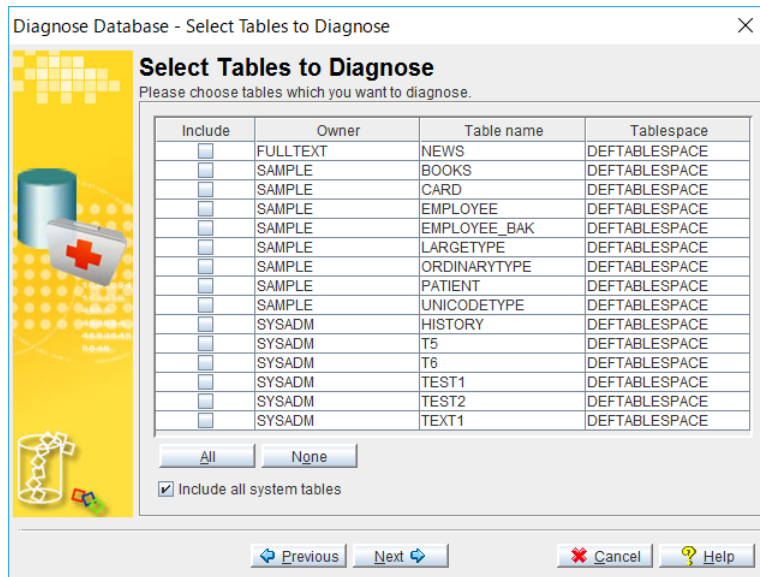 Diagnose Database - Select Tables to Diagnose
Select Tables to Diagnose
Please choose tables which you want to diagnose.
Include Owner Table name Tablespace
FULLTEXT NEWS DEFTABLESPACE
SAMPLE BOOKS DEFTABLESPACE
SAMPLE CARD DEFTABLESPACE
SAMPLE EMPLOYEE DEFTABLESPACE
SAMPLE EMPLOYEE_BAK DEFTABLESPACE
SAMPLE LARGETYPE DEFTABLESPACE
SAMPLE ORDINARYTYPE DEFTABLESPACE
SAMPLE PATIENT DEFTABLESPACE
SAMPLE UNICODETYPE DEFTABLESPACE
SYSADM HISTORY DEFTABLESPACE
SYSADM T5 DEFTABLESPACE
SYSADM T6 DEFTABLESPACE
SYSADM TEST1 DEFTABLESPACE
SYSADM TEST2 DEFTABLESPACE
SYSADM TEXT1 DEFTABLESPACE
All None
Include all system tables
Previous Next Cancel Help